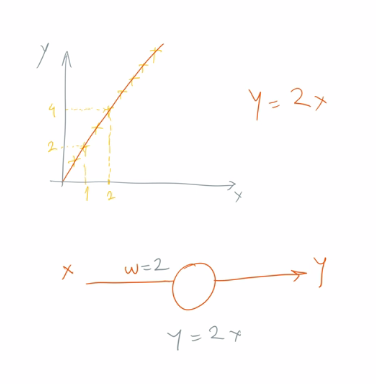 y
4
2
1 2
x
y = 2x
x w=2 y
y = 2x